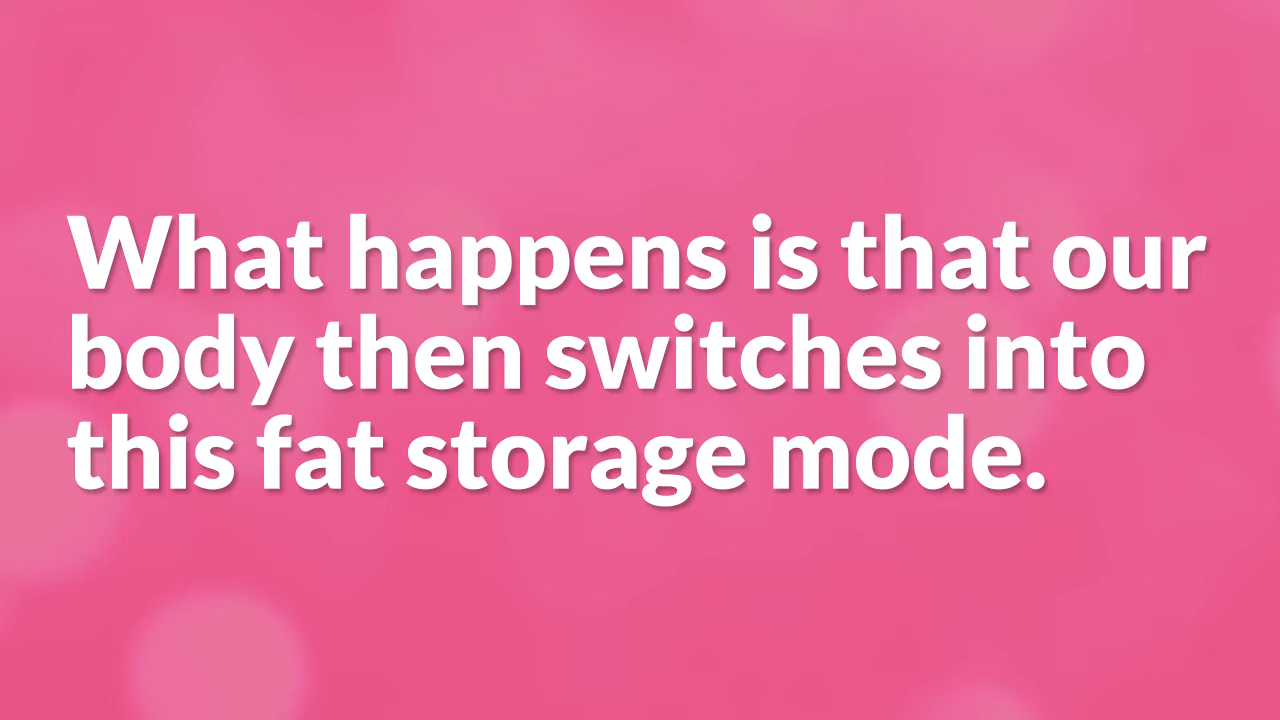 What happens is that our
body then switches into
this fat storage mode.